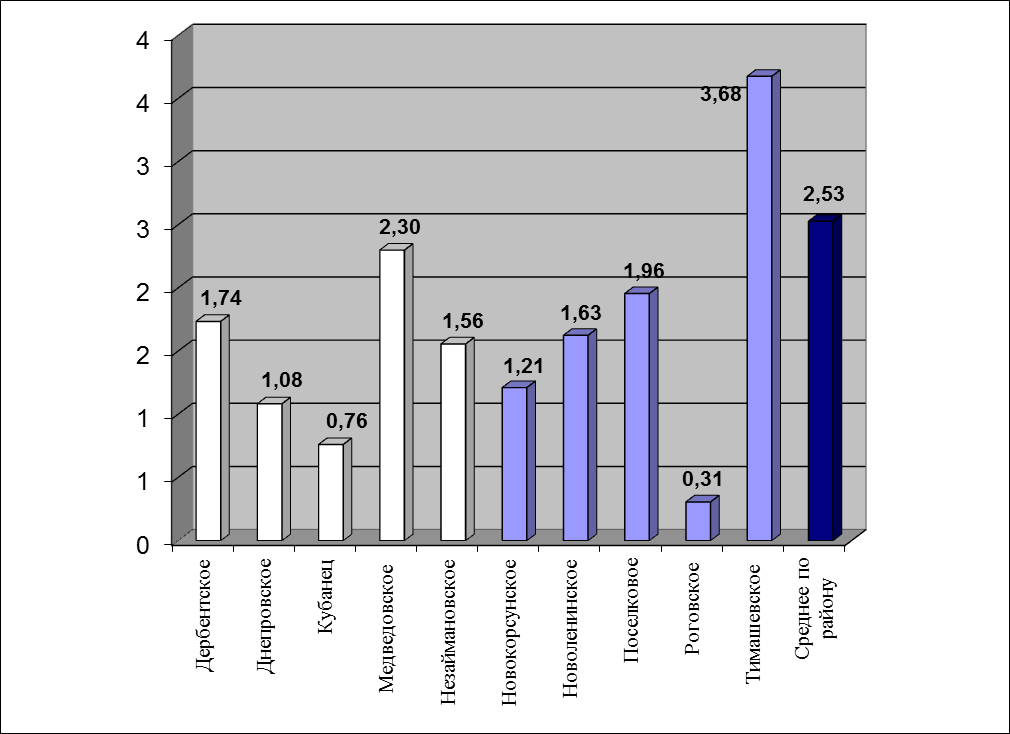 4
4
3
3
2
2
1
1
0
1,74
1,08
0,76
2,30
1,56
1,21
1,63
1,96
0,31
3,68
2,53
Дербентское
Днепровское
Кубанец
Медведовское
Незаймановское
Новокорсунское
Новоленинское
Поселковое
Роговское
Тимашевское
Среднее по
району